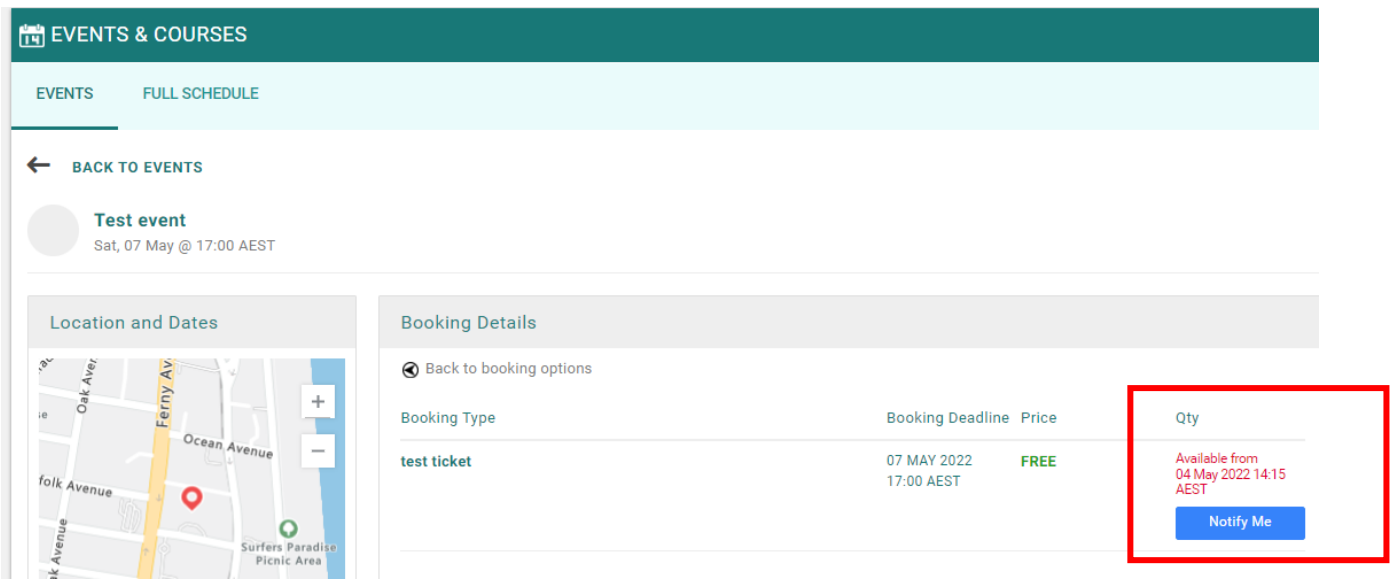 14 EVENTS & COURSES
EVENTS
FULL SCHEDULE
BACK TO EVENTS
Test event
Sat, 07 May @ 17:00 AEST
Location and Dates
Oak Aven
Ferny Av
Ocean Avenue
folk Avenue
Avenue
Surfers Paradise
Picnic Area
+
−
Booking Details
Back to booking options
Booking Type
Booking Deadline
Price
Qty
test ticket
07 MAY 2022
17:00 AEST
FREE
Available from
04 May 2022 14:15
AEST
Notify Me